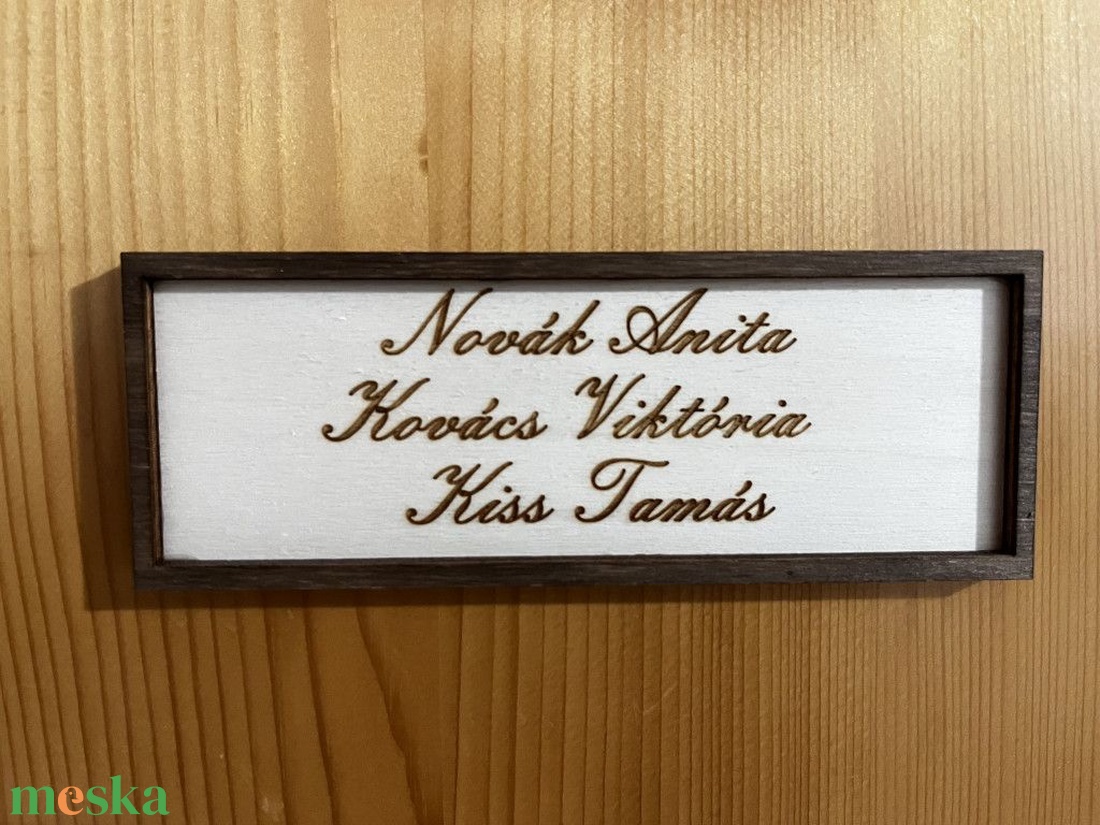 Novák Anita
Kovács Viktória
Kiss Tamás
meska